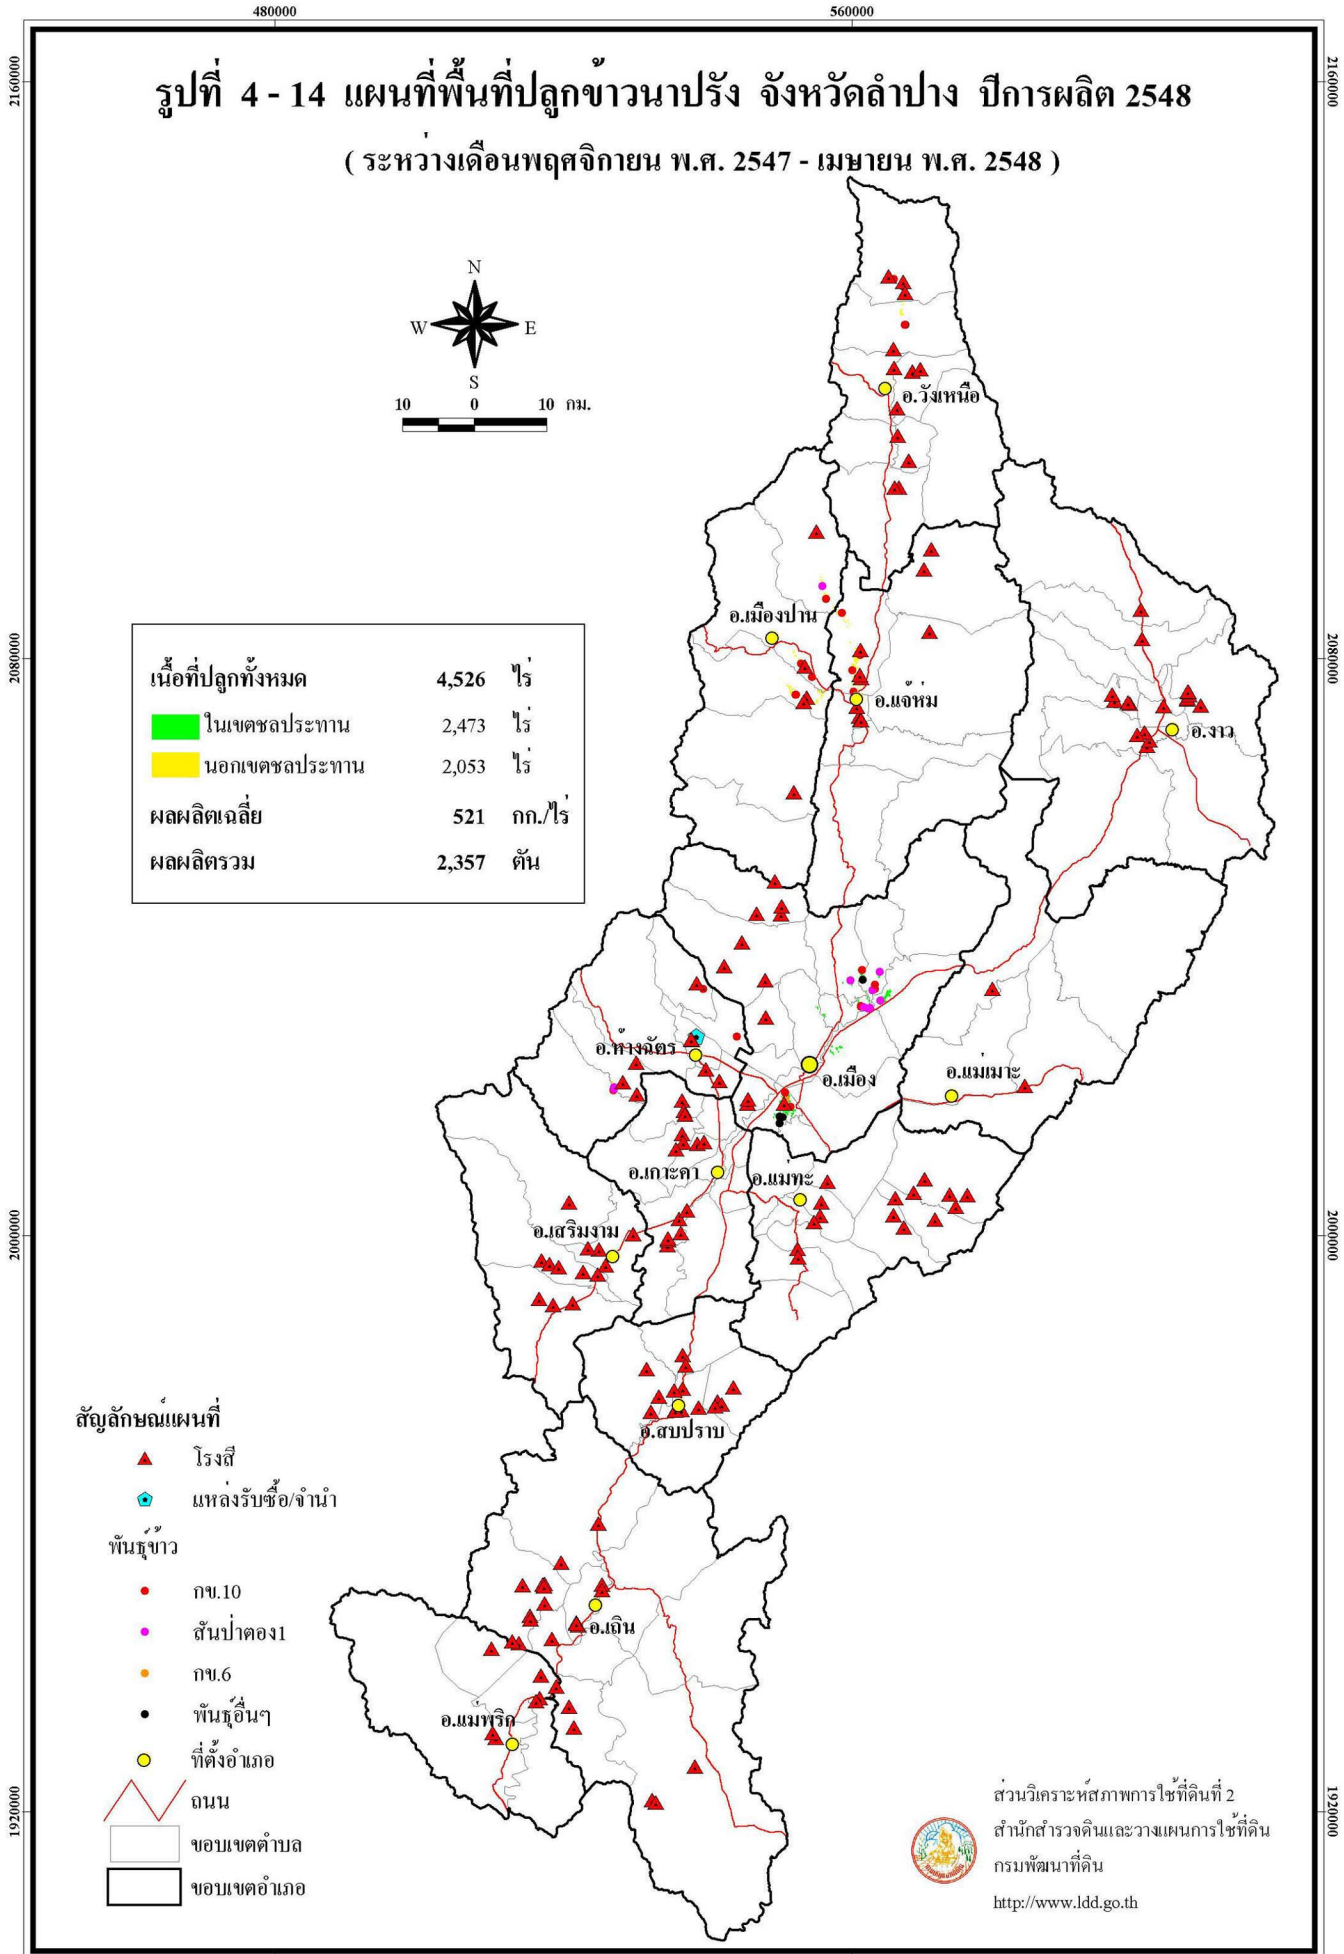 480000
560000
2160000
2160000
รูปที่ 4 - 14 แผนที่พื้นที่ปลูกข้าวนาปรัง จังหวัดลำปาง ปีการผลิต 2548
( ระหว่างเดือนพฤศจิกายน พ.ศ. 2547 - เมษายน พ.ศ. 2548 )
N
W
E
S
10 0 10 กม.
อ.วังเหนือ
อ.เมืองปาน
2080000
2080000
เนื้อที่ปลูกทั้งหมด 4,526 ไร่
ในเขตชลประทาน 2,473 ไร่
นอกเขตชลประทาน 2,053 ไร่
ผลผลิตเฉลี่ย 521 กก./ไร่
ผลผลิตรวม 2,357 ตัน
อ.แจ้ห่ม
อ.งาว
อ.ห้างฉัตร
อ.เมือง
อ.แม่เมาะ
อ.เกาะคา
อ.แม่ทะ
อ.เสริมงาม
2000000
2000000
อ.สบปราบ
สัญลักษณ์แผนที่
โรงสี
แหล่งรับซื้อ/จำนำ
พันธุ์ข้าว
กข.10
สันป่าตอง1
กข.6
พันธุ์อื่นๆ
ที่ตั้งอำเภอ
ถนน
ขอบเขตตำบล
ขอบเขตอำเภอ
อ.เถิน
อ.แม่พริก
1920000
1920000
ส่วนวิเคราะห์สภาพการใช้ที่ดินที่ 2
สำนักสำรวจดินและวางแผนการใช้ที่ดิน
กรมพัฒนาที่ดิน
http://www.ldd.go.th